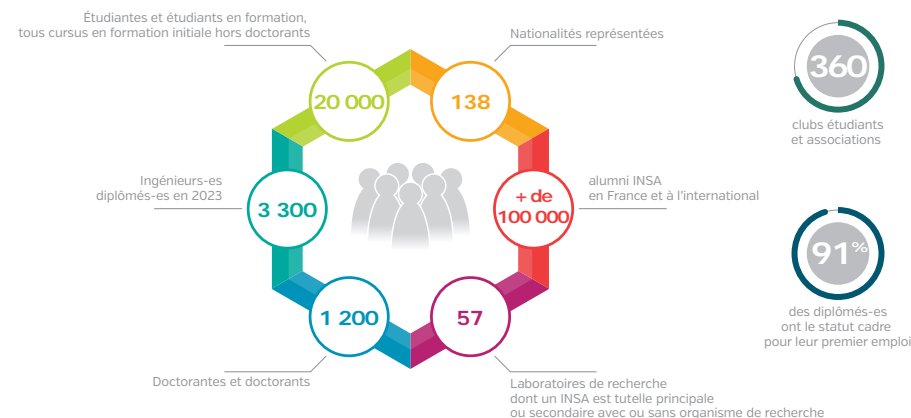 Étudiantes et étudiants en formation,
tous cursus en formation initiale hors doctorants
20 000
Nationalités représentées
138
Ingénieurs-es
diplômés-es en 2023
3 300
alumni INSA
en France et à l'international
+ de
100 000
Doctorantes et doctorants
1 200
Laboratoires de recherche
dont un INSA est tutelle principale
ou secondaire avec ou sans organisme de recherche
57
360
clubs étudiants
et associations
91%
des diplômés-es
ont le statut cadre
pour leur premier emploi